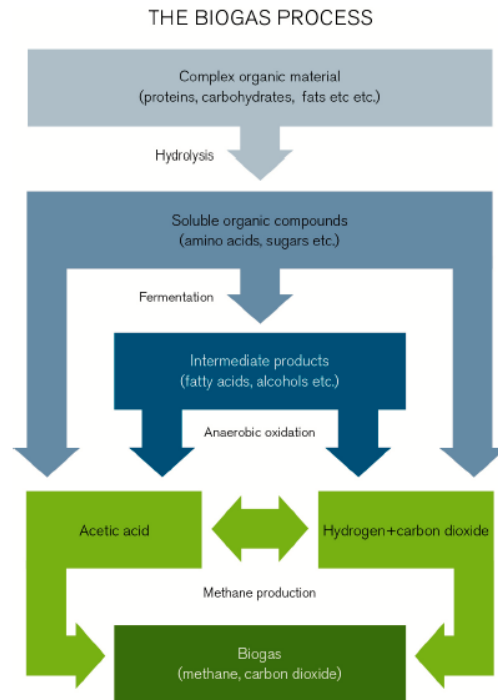 THE BIOGAS PROCESS
Complex organic material
(proteins, carbohydrates, fats etc etc.)
Hydrolysis
Soluble organic compounds
(amino acids, sugars etc.)
Fermentation
Intermediate products
(fatty acids, alcohols etc.)
Anaerobic oxidation
Acetic acid
Hydrogen+carbon dioxide
Methane production
Biogas
(methane, carbon dioxide)